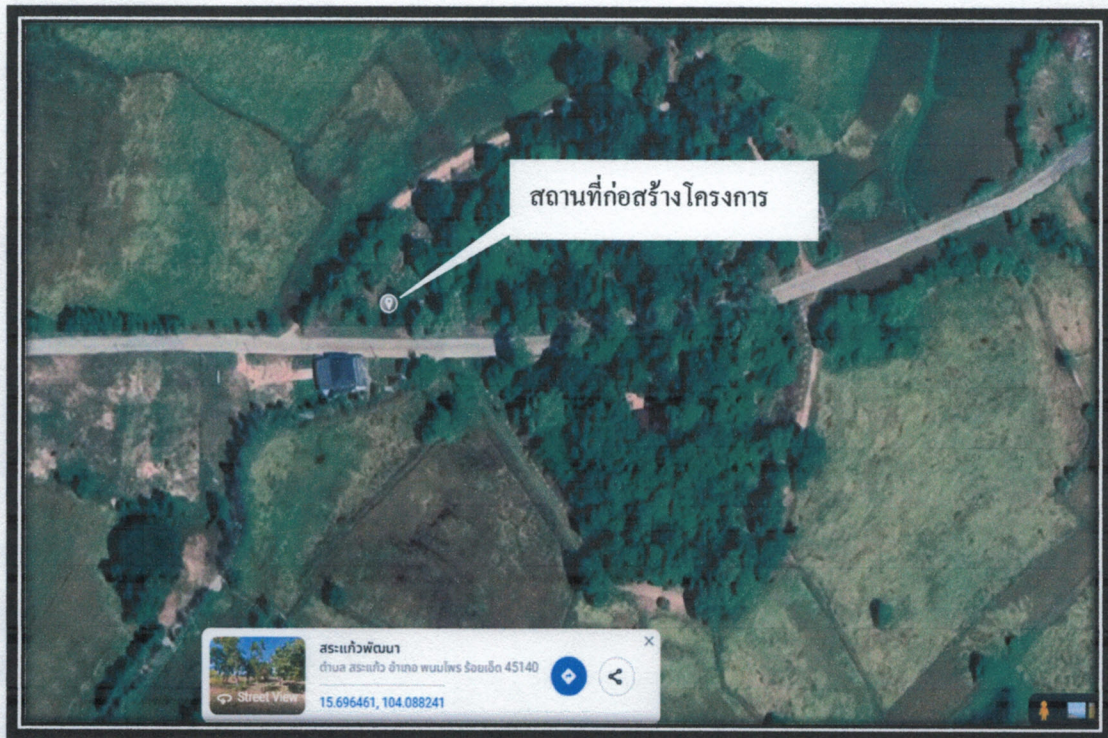 สถานที่ก่อสร้างโครงการ
สระแก้วพัฒนา
ตำบล สระแก้ว อำเภอ พนมไพร ร้อยเอ็ด 45140
Street View
15.696461, 104.088241